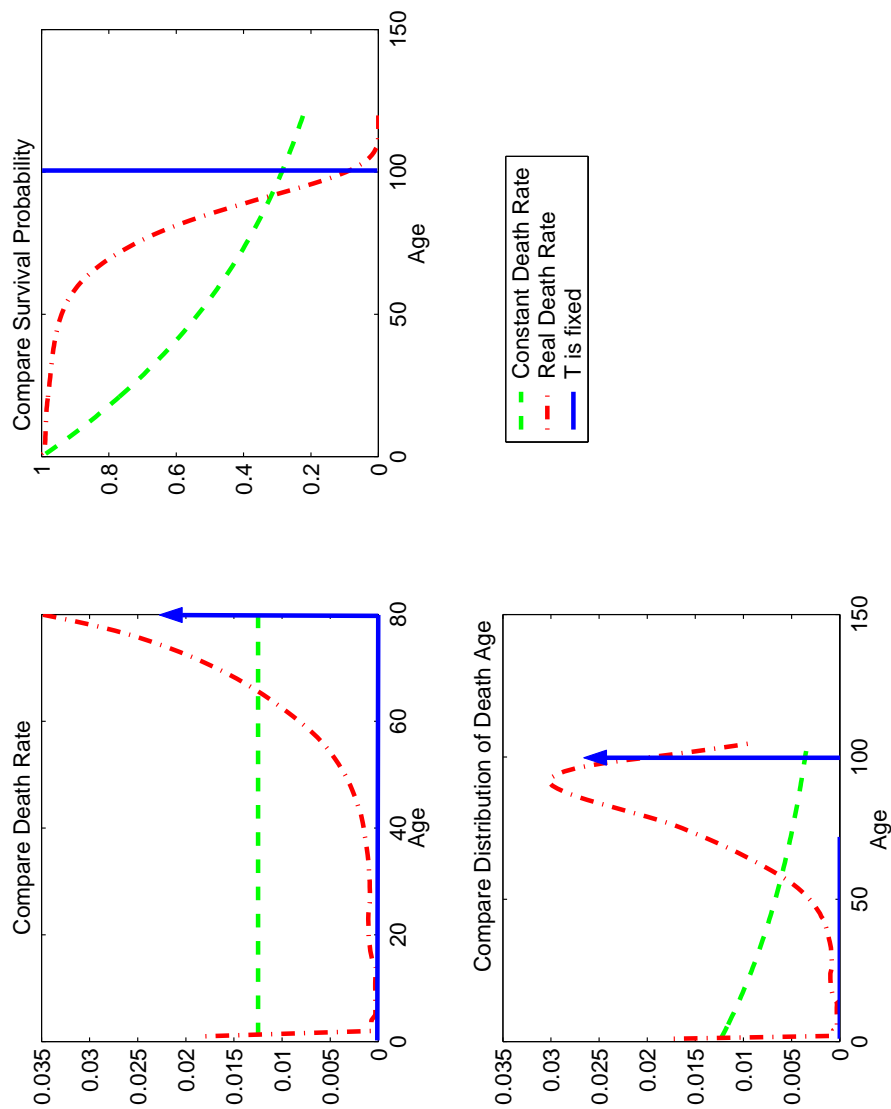 Compare Death Rate
0.035
0.03
0.025
0.02
0.015
0.01
0.005
0
0 20 40 60 80
Age
Compare Survival Probability
1
0.8
0.6
0.4
0.2
0
0 50 100 150
Age
Compare Distribution of Death Age
0.035
0.03
0.025
0.02
0.015
0.01
0.005
0
0 50 100 150
Age
Constant Death Rate
Real Death Rate
T is fixed